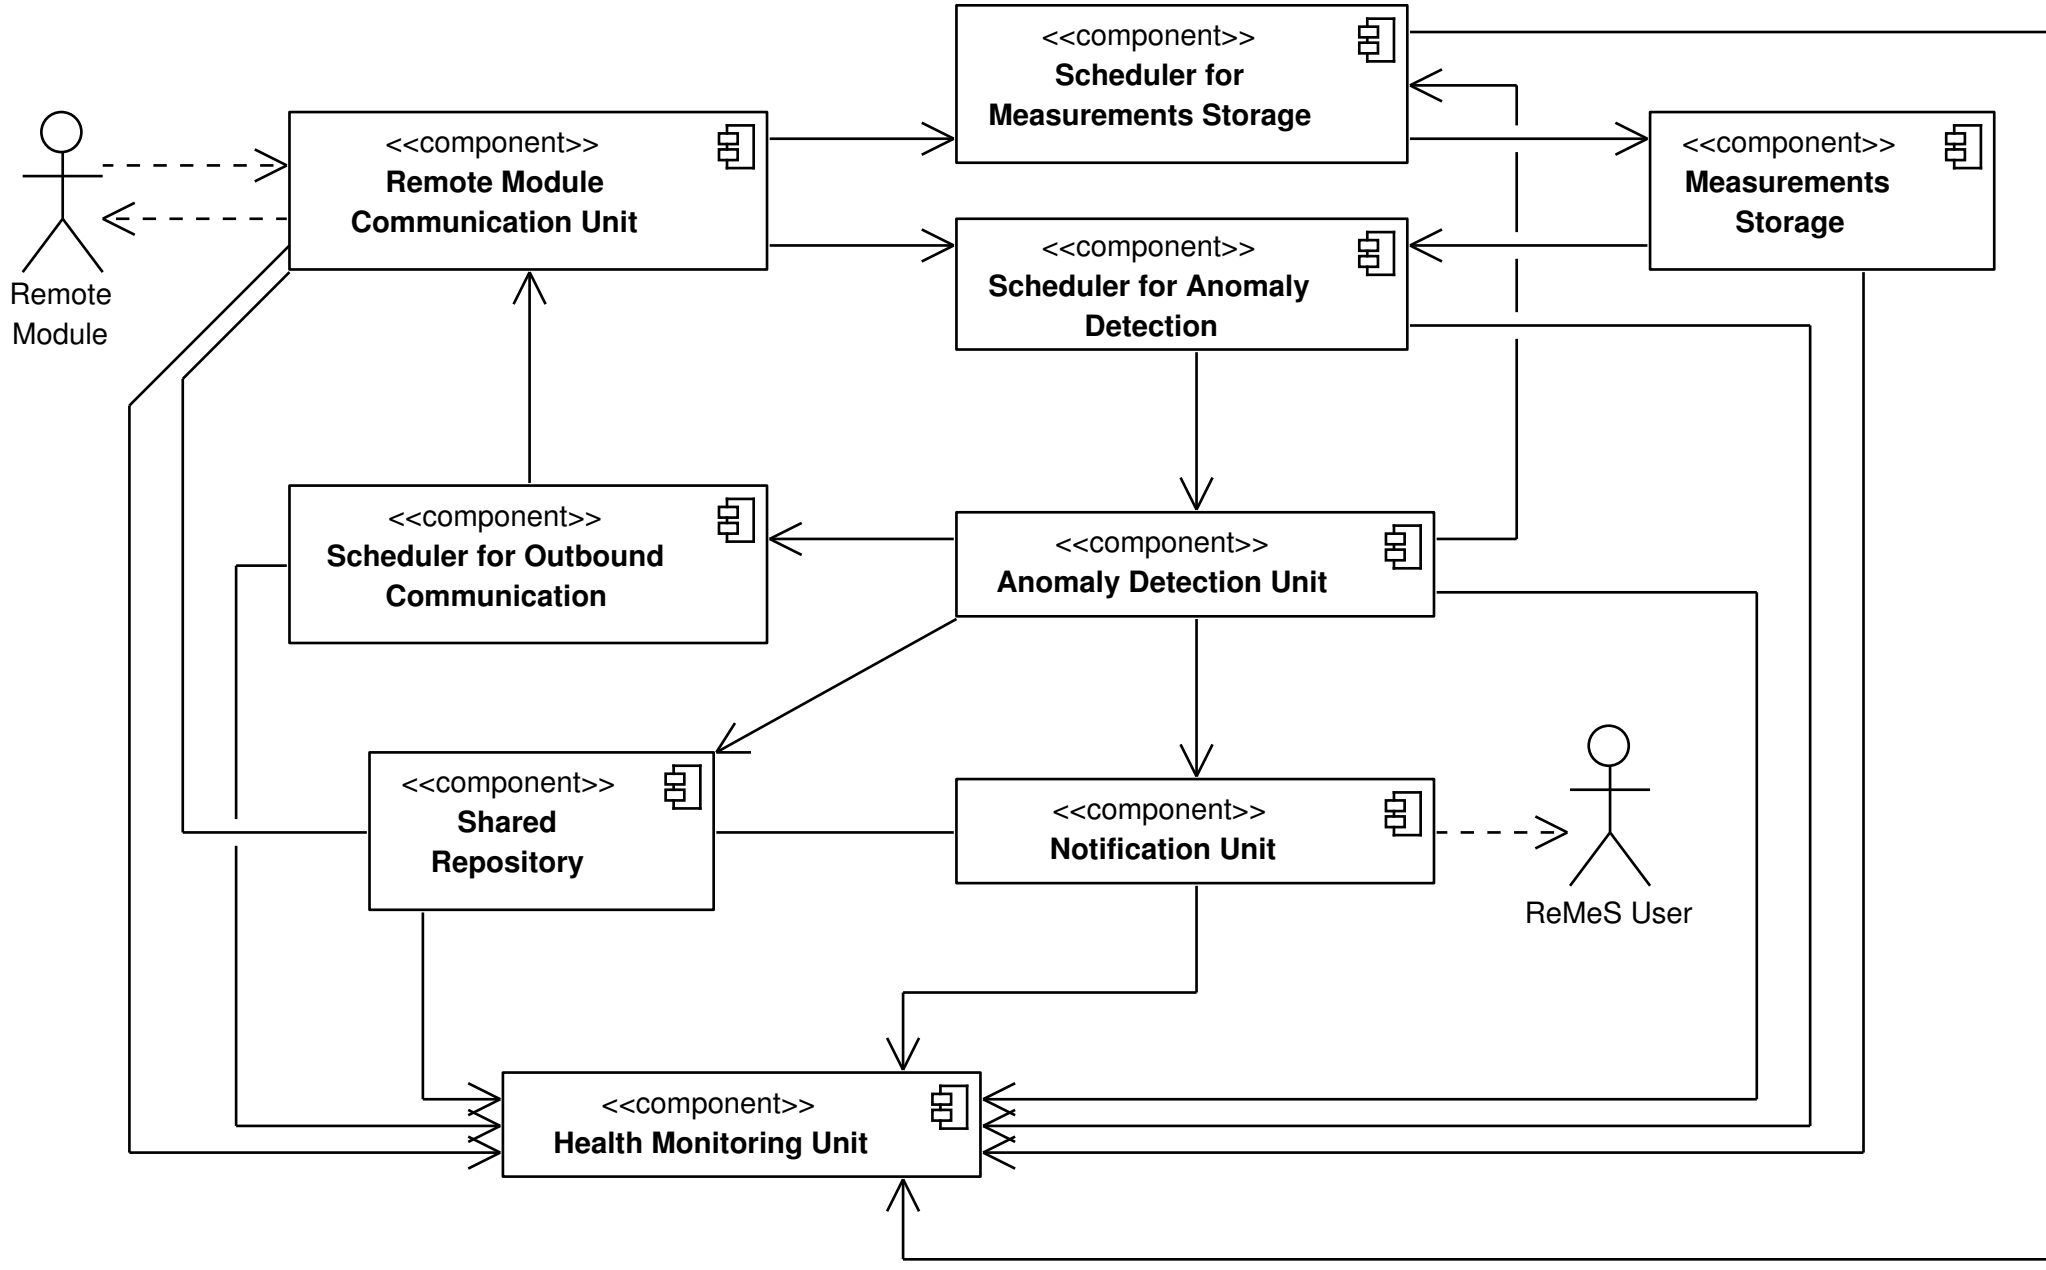 <<component>>
Scheduler for
Measurements Storage
<<component>>
Remote Module
Communication Unit
<<component>>
Measurements
Storage
Remote
Module
<<component>>
Scheduler for Anomaly
Detection
<<component>>
Scheduler for Outbound
Communication
<<component>>
Anomaly Detection Unit
<<component>>
Shared
Repository
<<component>>
Notification Unit
ReMeS User
<<component>>
Health Monitoring Unit